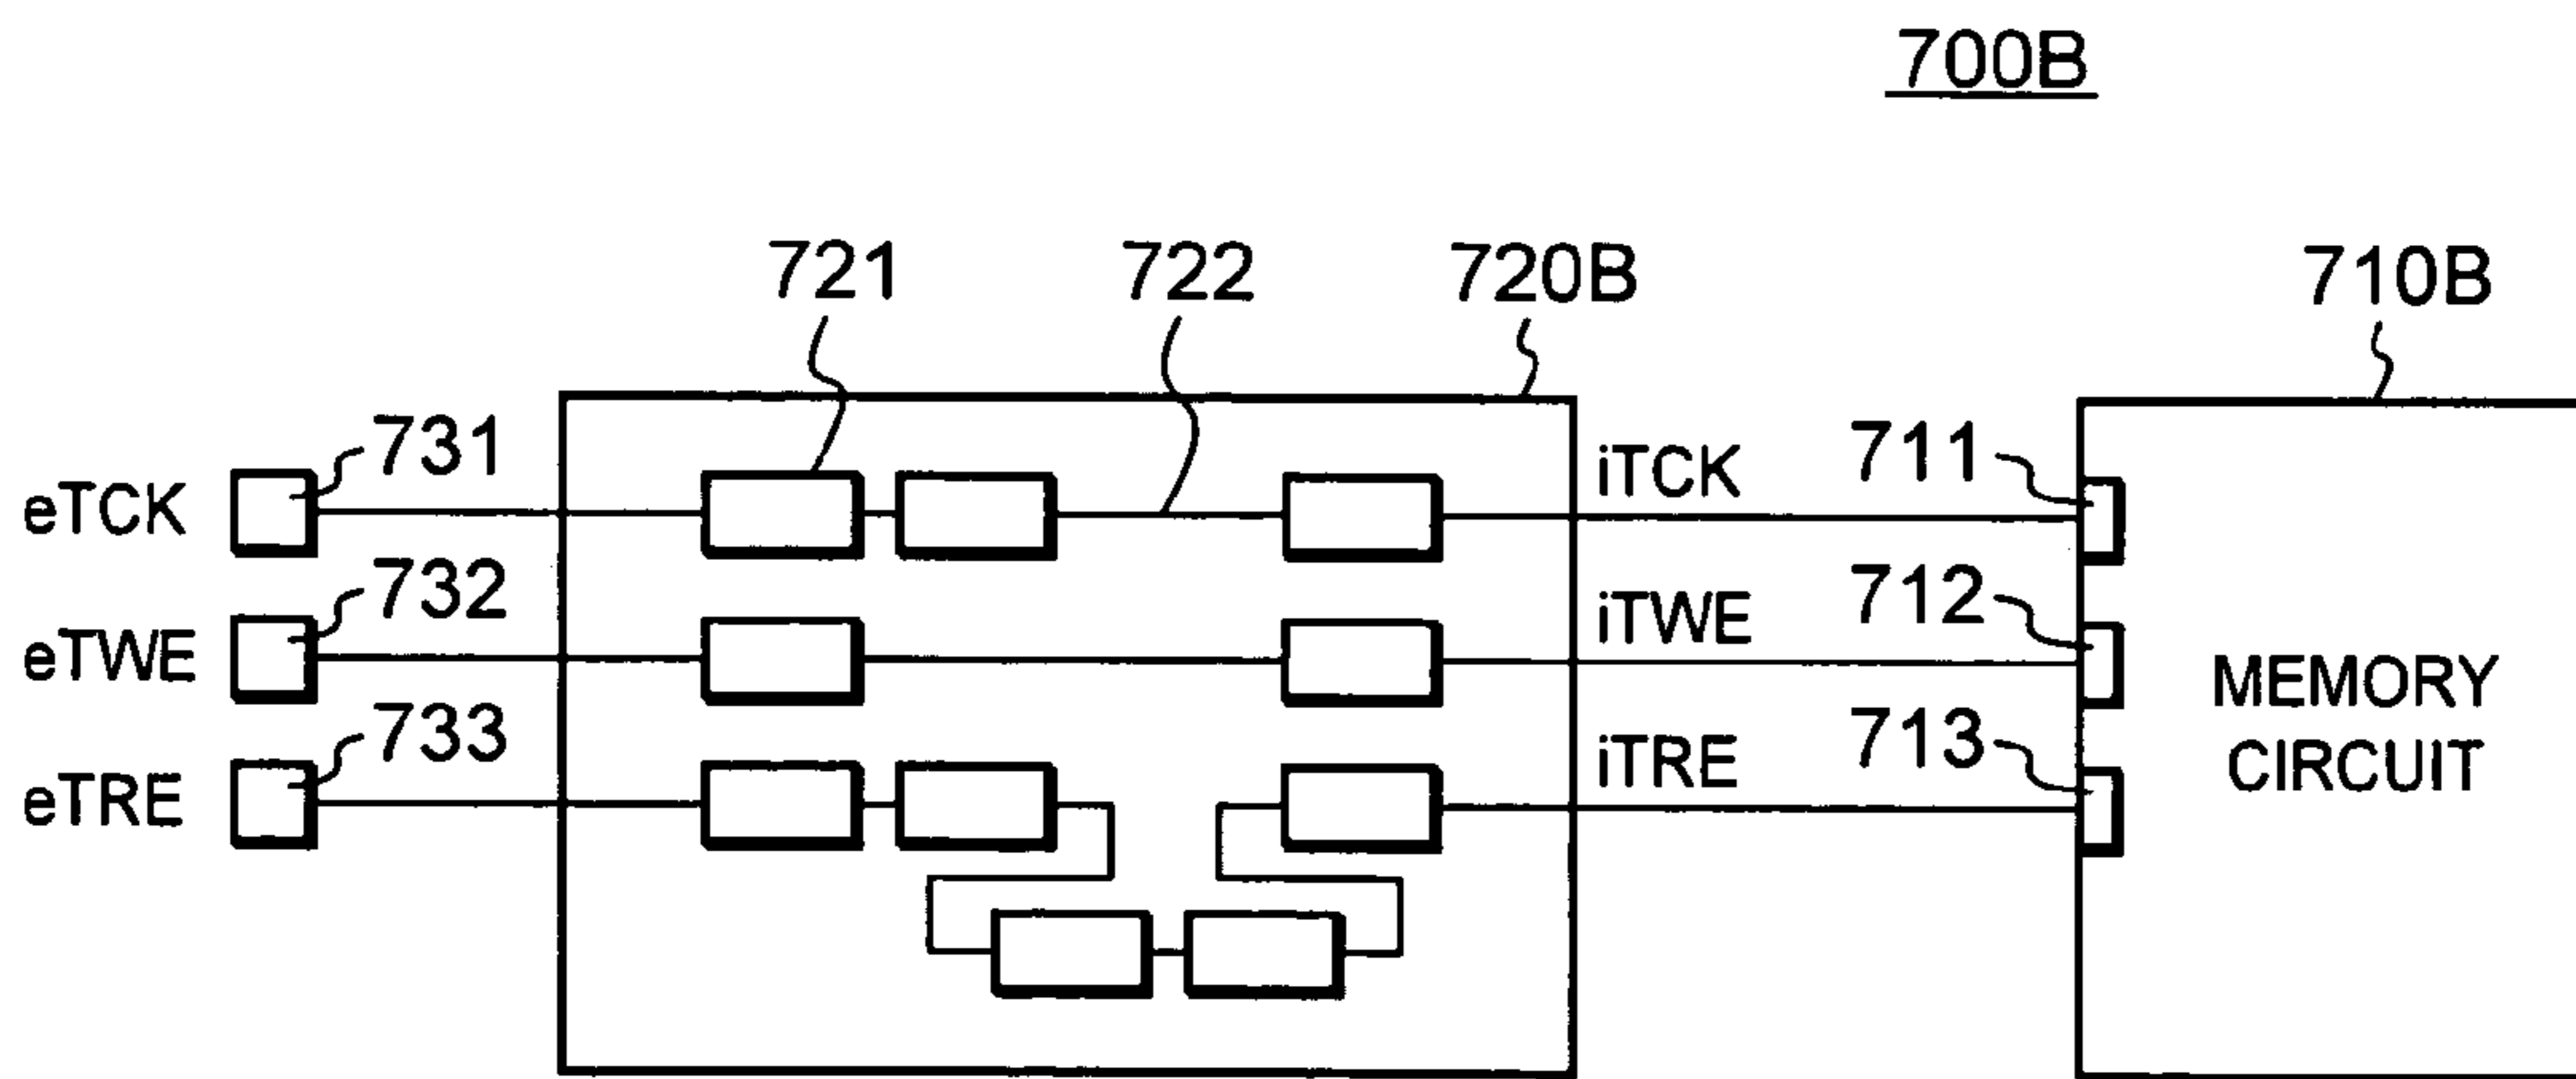 700B
721
722
720B
710B
eTCK
731
iTCK
711
eTWE
732
iTWE
712
eTRE
733
iTRE
713
MEMORY
CIRCUIT